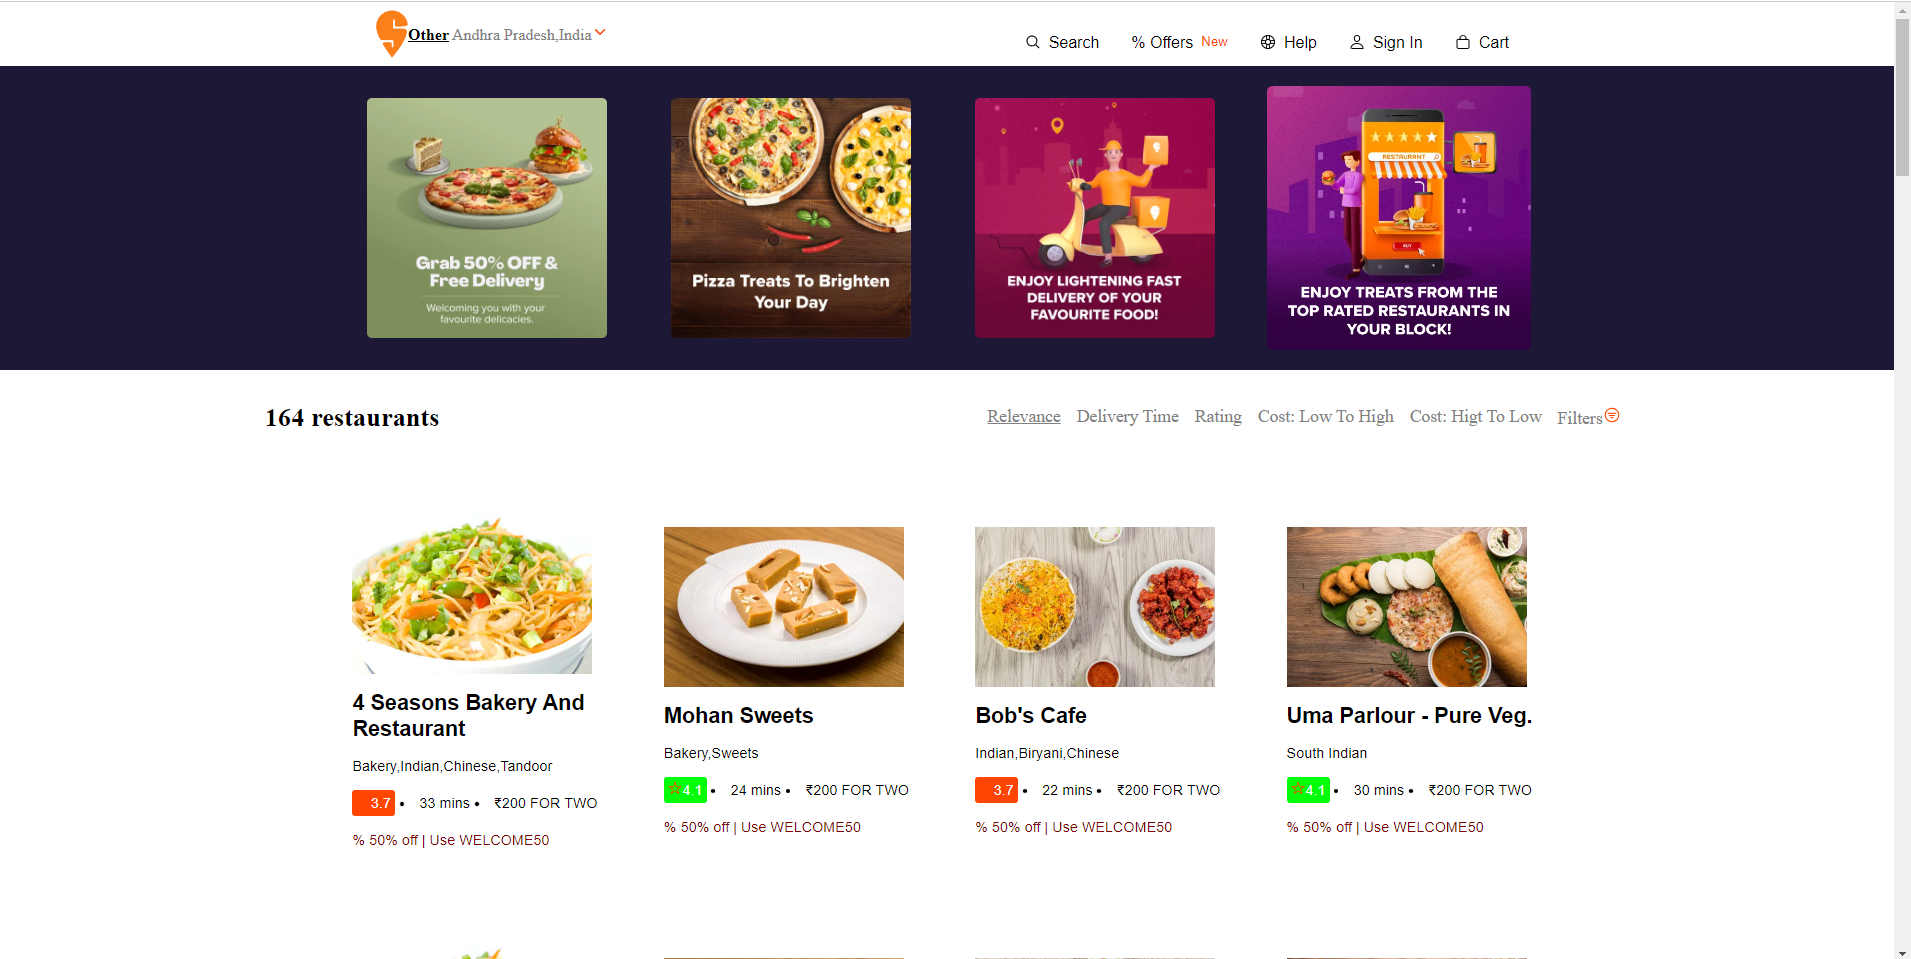 Other Andhra Pradesh,India
Search
% Offers New
Help
Sign In
Cart
Grab 50% OFF &
Free Delivery
Welcoming you with your
favourite delicacies.
Pizza Treats To Brighten
Your Day
ENJOY LIGHTENING FAST
DELIVERY OF YOUR
FAVOURITE FOOD!
RESTAURANT
BUY
ENJOY TREATS FROM THE
TOP RATED RESTAURANTS IN
YOUR BLOCK!
164 restaurants
Relevance
Delivery Time
Rating
Cost: Low To High
Cost: Higt To Low
Filters
4 Seasons Bakery And
Restaurant
Bakery,Indian,Chinese,Tandoor
3.7 • 33 mins • ₹200 FOR TWO
% 50% off | Use WELCOME50
Mohan Sweets
Bakery,Sweets
4.1 • 24 mins • ₹200 FOR TWO
% 50% off | Use WELCOME50
Bob's Cafe
Indian,Biryani,Chinese
3.7 • 22 mins • ₹200 FOR TWO
% 50% off | Use WELCOME50
Uma Parlour - Pure Veg.
South Indian
4.1 • 30 mins • ₹200 FOR TWO
% 50% off | Use WELCOME50